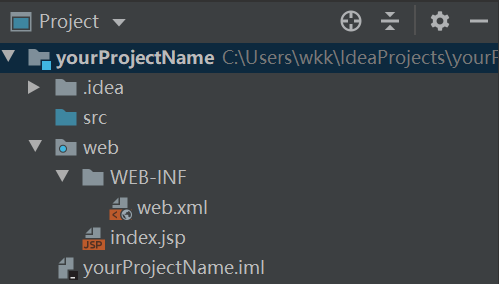 Project
yourProjectName C:\Users\wkk\IdeaProjects\yourP
.idea
src
web
WEB-INF
web.xml
JSP index.jsp
yourProjectName.iml